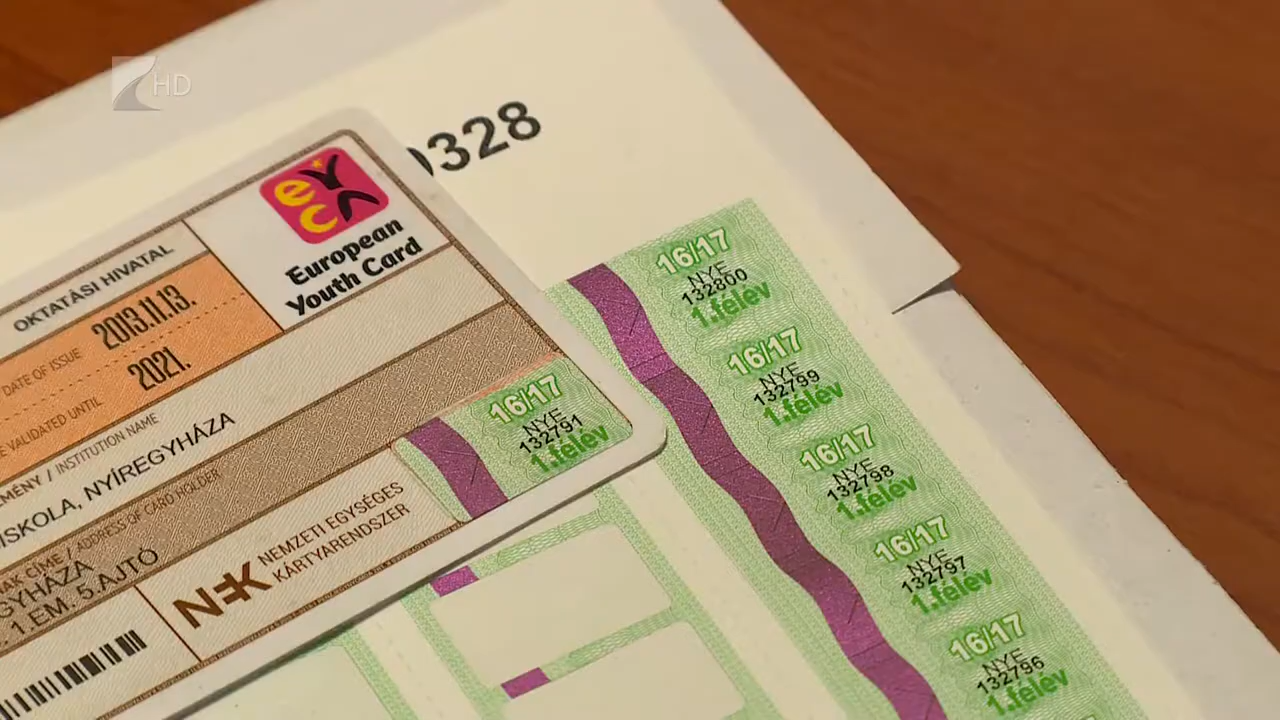 HD
0328
eyca
European
Youth Card
OKTATÁSI HIVATAL
DATE OF ISSUE
2013.11.13.
VALIDATED UNTIL
2021.
/ INSTITUTION NAME
ISKOLA, NYÍREGYHÁZA
CÍME / ADDRESS OF CARD HOLDER
1.EM. 5.AJTÓ
NEK NEMZETI EGYSÉGES
KÁRTYARENDSZER
16/17
NYE
132791
1.félév
16/17
NYE
132800
1.félév
16/17
NYE
132799
1.félév
16/17
NYE
132798
1.félév
16/17
NYE
132797
1.félév
16/17
NYE
132796
1.félév